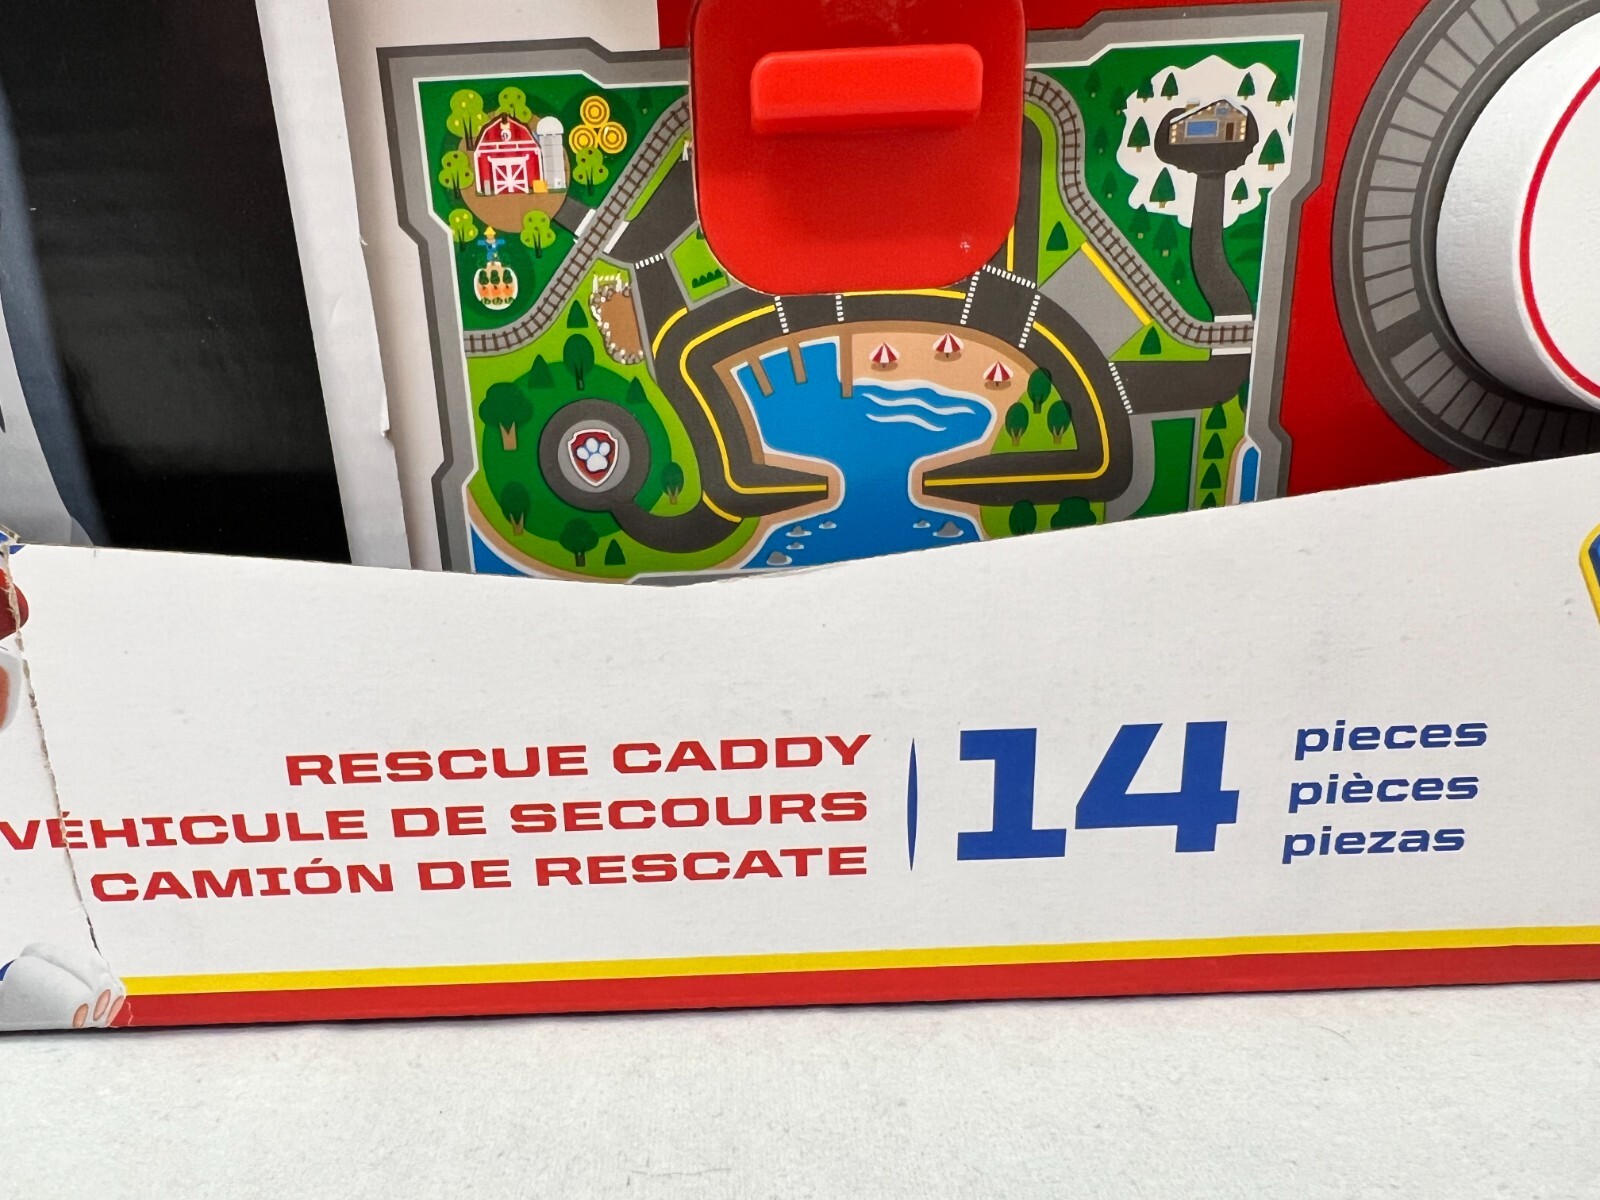 RESCUE CADDY
VÉHICULE DE SECOURS
CAMIÓN DE RESCATE
14
pieces
pièces
piezas